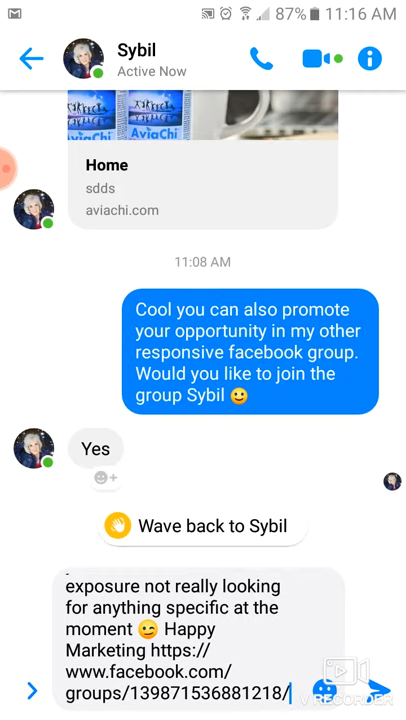 87% 11:16 AM
Sybil
Active Now
AviaChi AviaChi
Home
sdds
aviachi.com
11:08 AM
Cool you can also promote
your opportunity in my other
responsive facebook group.
Would you like to join the
group Sybil 🙂
Yes
👋 Wave back to Sybil
exposure not really looking
for anything specific at the
moment 😉 Happy
Marketing https://
www.facebook.com/
groups/139871536881218/
V RECORDER